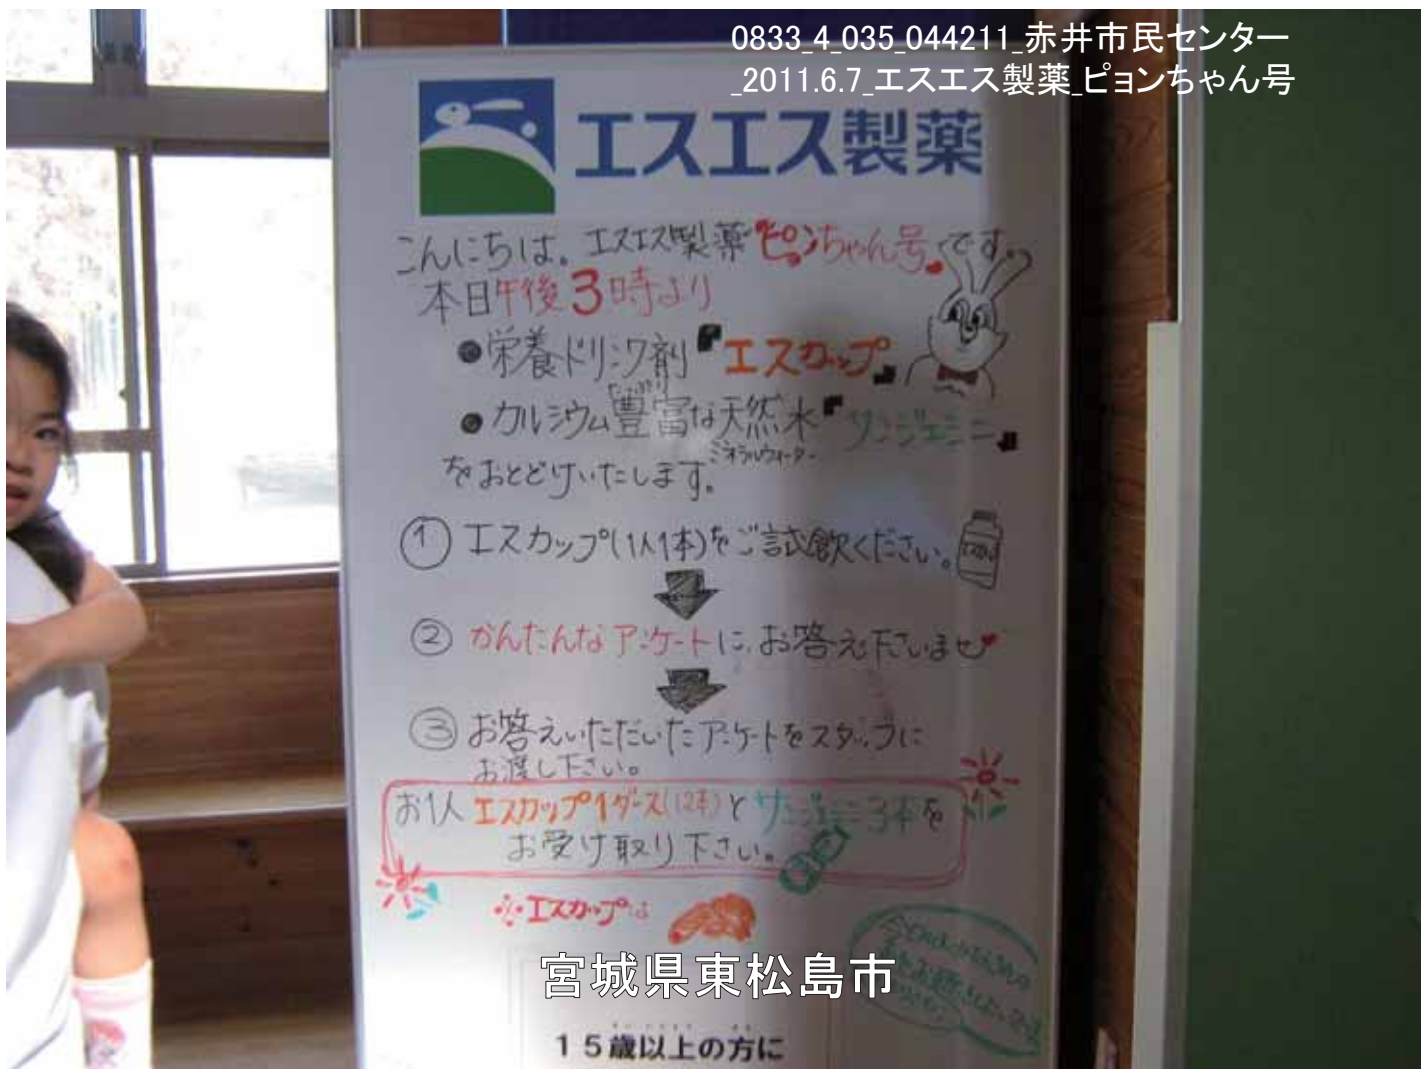 0833_4_035_044211_赤井市民センター
_2011.6.7_エスエス製薬_ピョンちゃん号
エスエス製薬
こんにちは。エスエス製薬ピョンちゃん号です。
本日午後3時より
●栄養ドリンク剤『エスカップ』
たっぷり
●カルシウム豊富な天然水『サンジェミニ』
ミネラルウォーター
をおとどけいたします。
① エスカップ(1人1本)をご試飲ください。
② かんたんなアンケートに、お答え下さいませ
③ お答えいただいたアンケートをスタッフに
お渡し下さい。
お1人 エスカップ1ダース(12本)とサンジェミニ3本を
お受け取り下さい。
※エスカップは
宮城県東松島市
15歳以上の方に